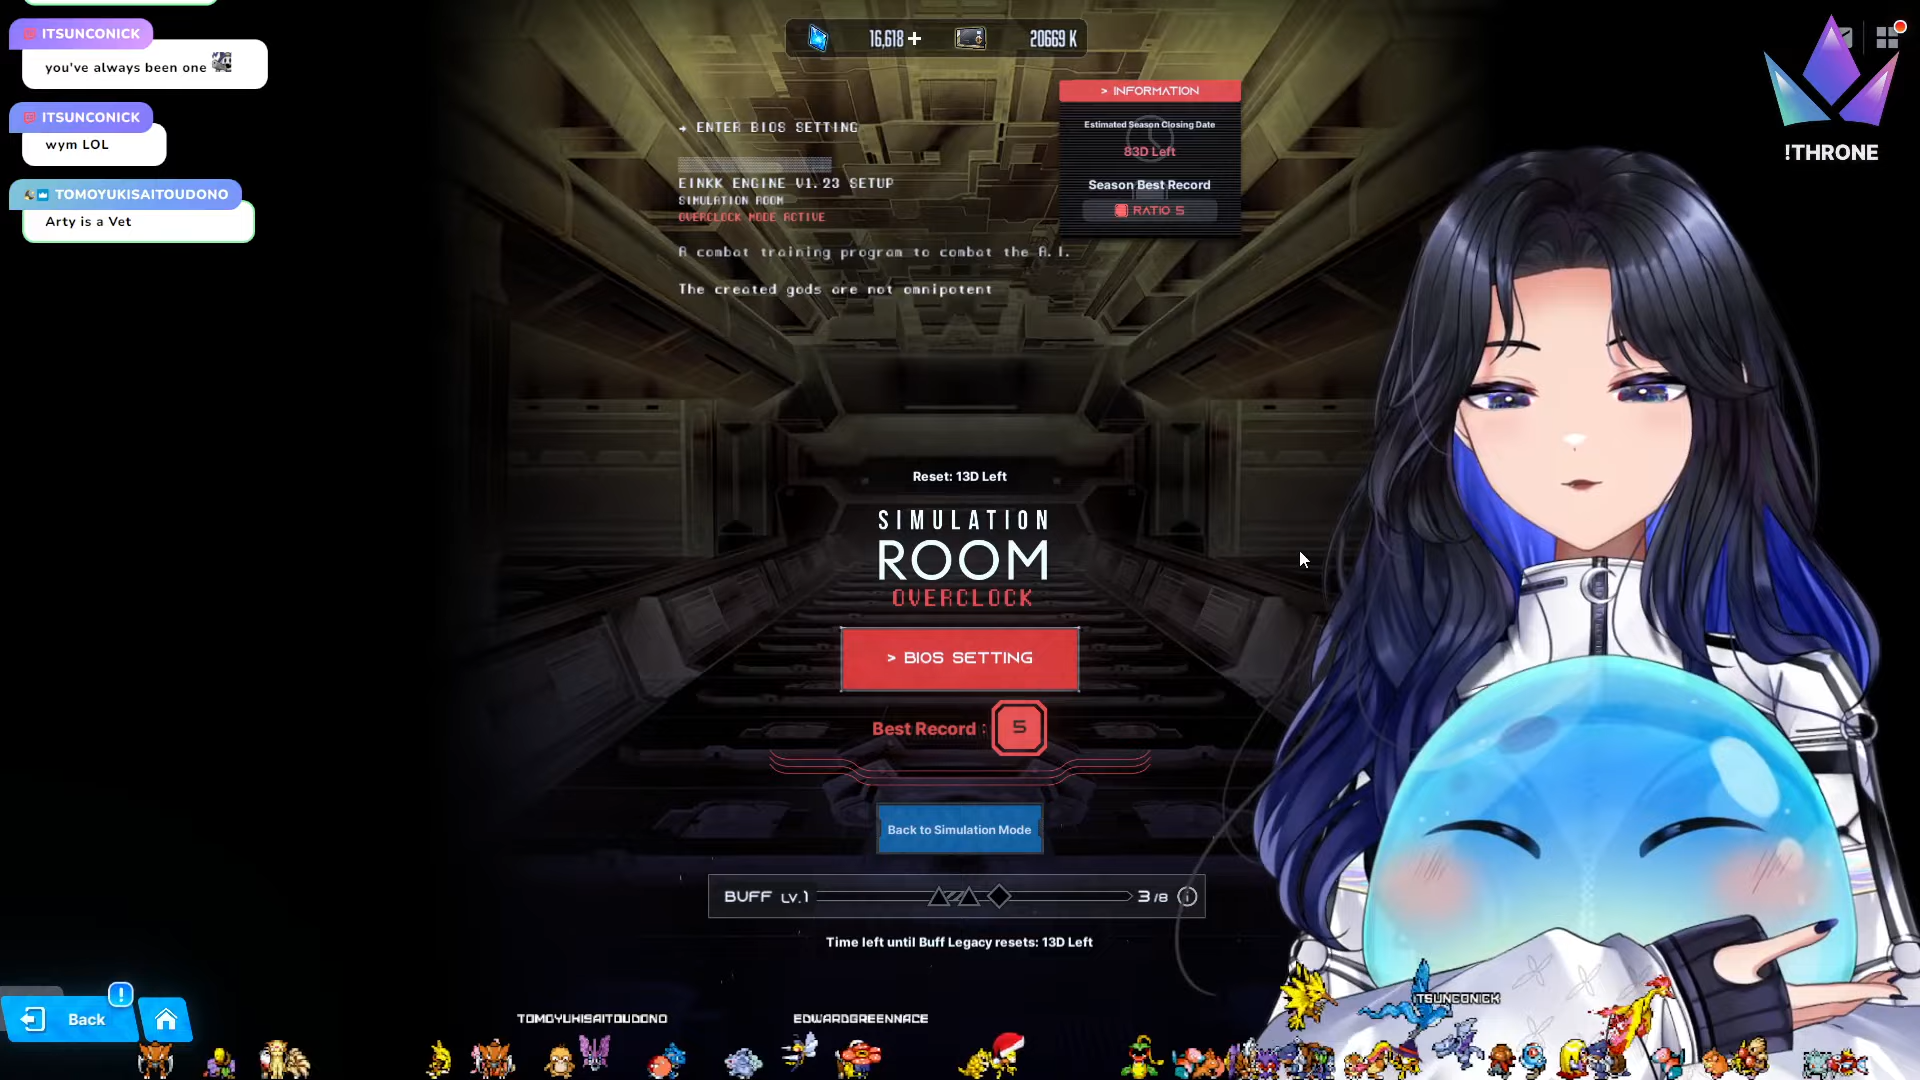 ITSUNCONICK
you've always been one
ITSUNCONICK
wym LOL
TOMOYUKISAITOUDONO
Arty is a Vet
16,618
20669 K
> INFORMATION
Estimated Season Closing Date
83D Left
Season Best Record
RATIO 5
ENTER BIOS SETTING
EINKK ENGINE V1.23 SETUP
SIMULATION ROOM
OVERCLOCK MODE ACTIVE
A combat training program to combat the A.I.
The created gods are not omnipotent
!THRONE
Reset: 13D Left
SIMULATION
ROOM
OVERCLOCK
> BIOS SETTING
Best Record : 5
Back to Simulation Mode
BUFF LV.1 3/8
Time left until Buff Legacy resets: 13D Left
Back
TOMOYUKISAITOUDONO
EDWARDGREENNACE
ITSUNCONICK